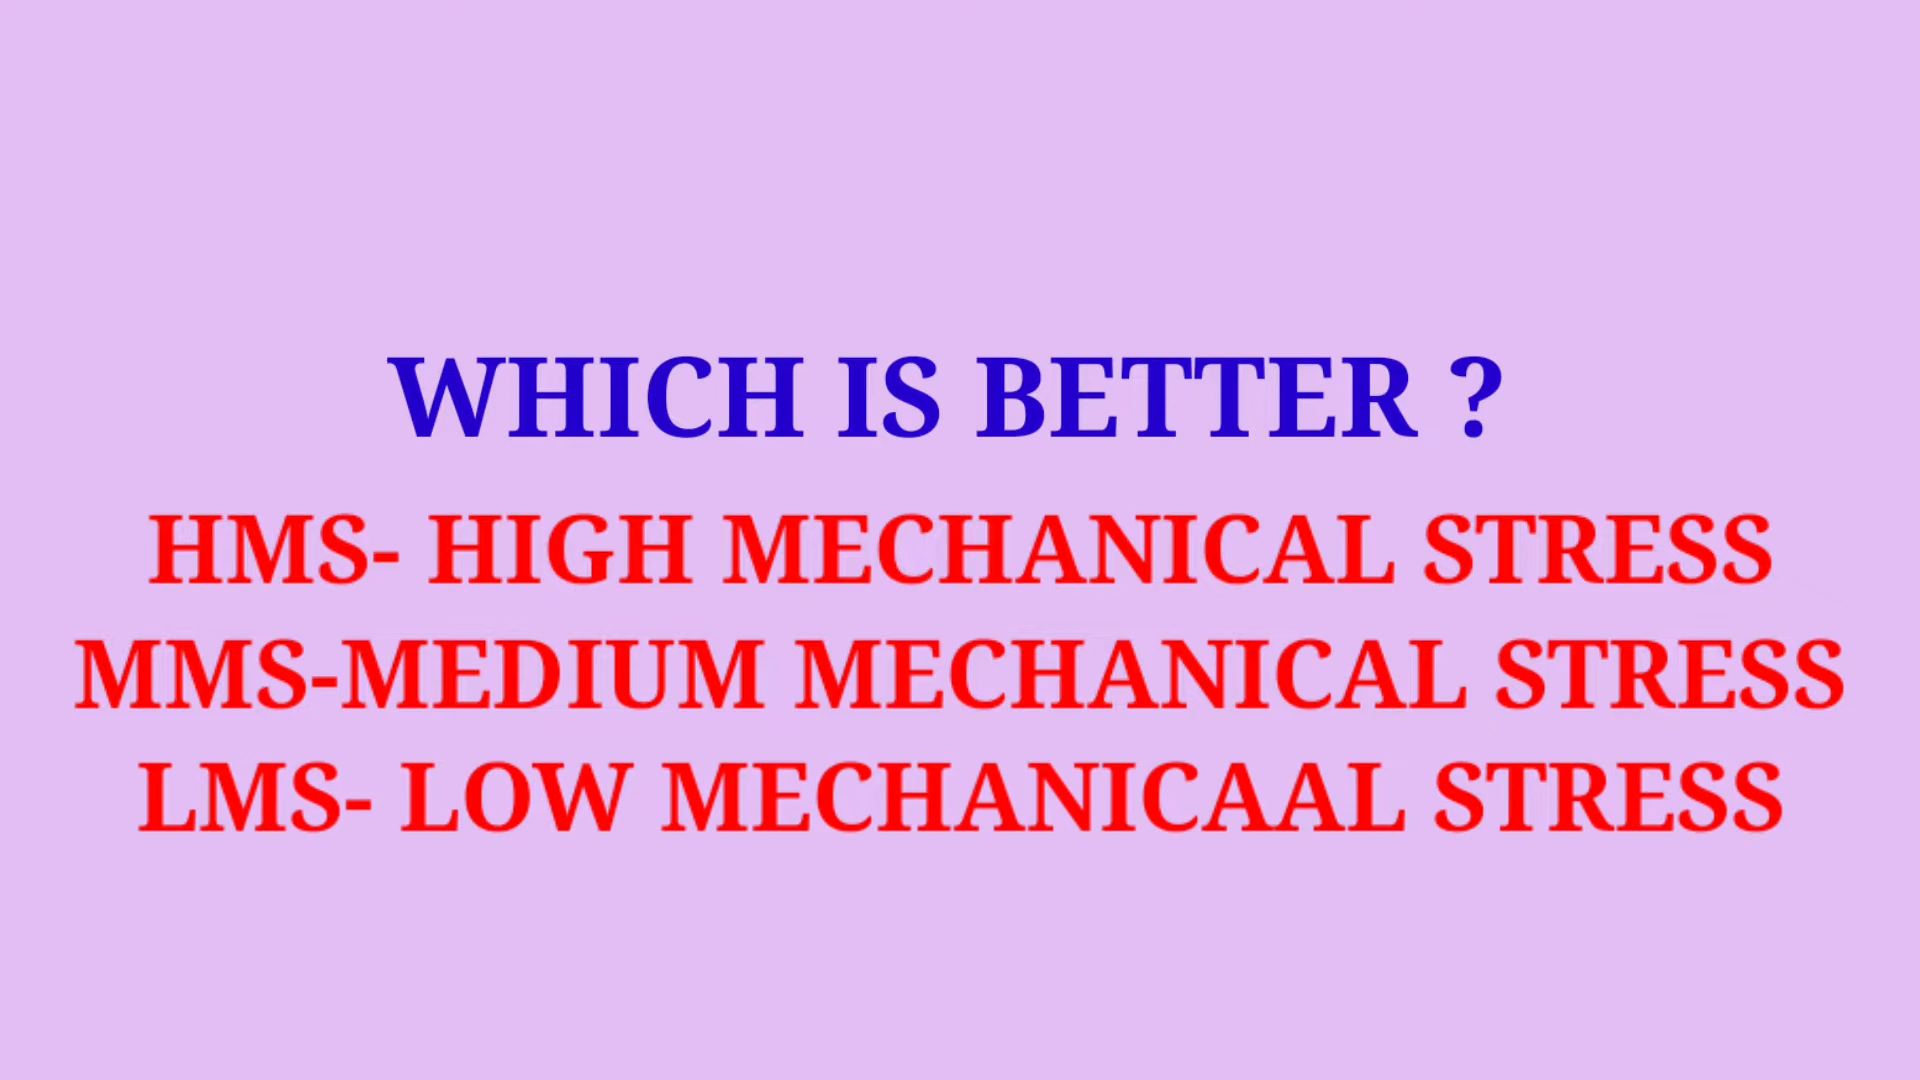 WHICH IS BETTER ?
HMS- HIGH MECHANICAL STRESS
MMS-MEDIUM MECHANICAL STRESS
LMS- LOW MECHANICAAL STRESS